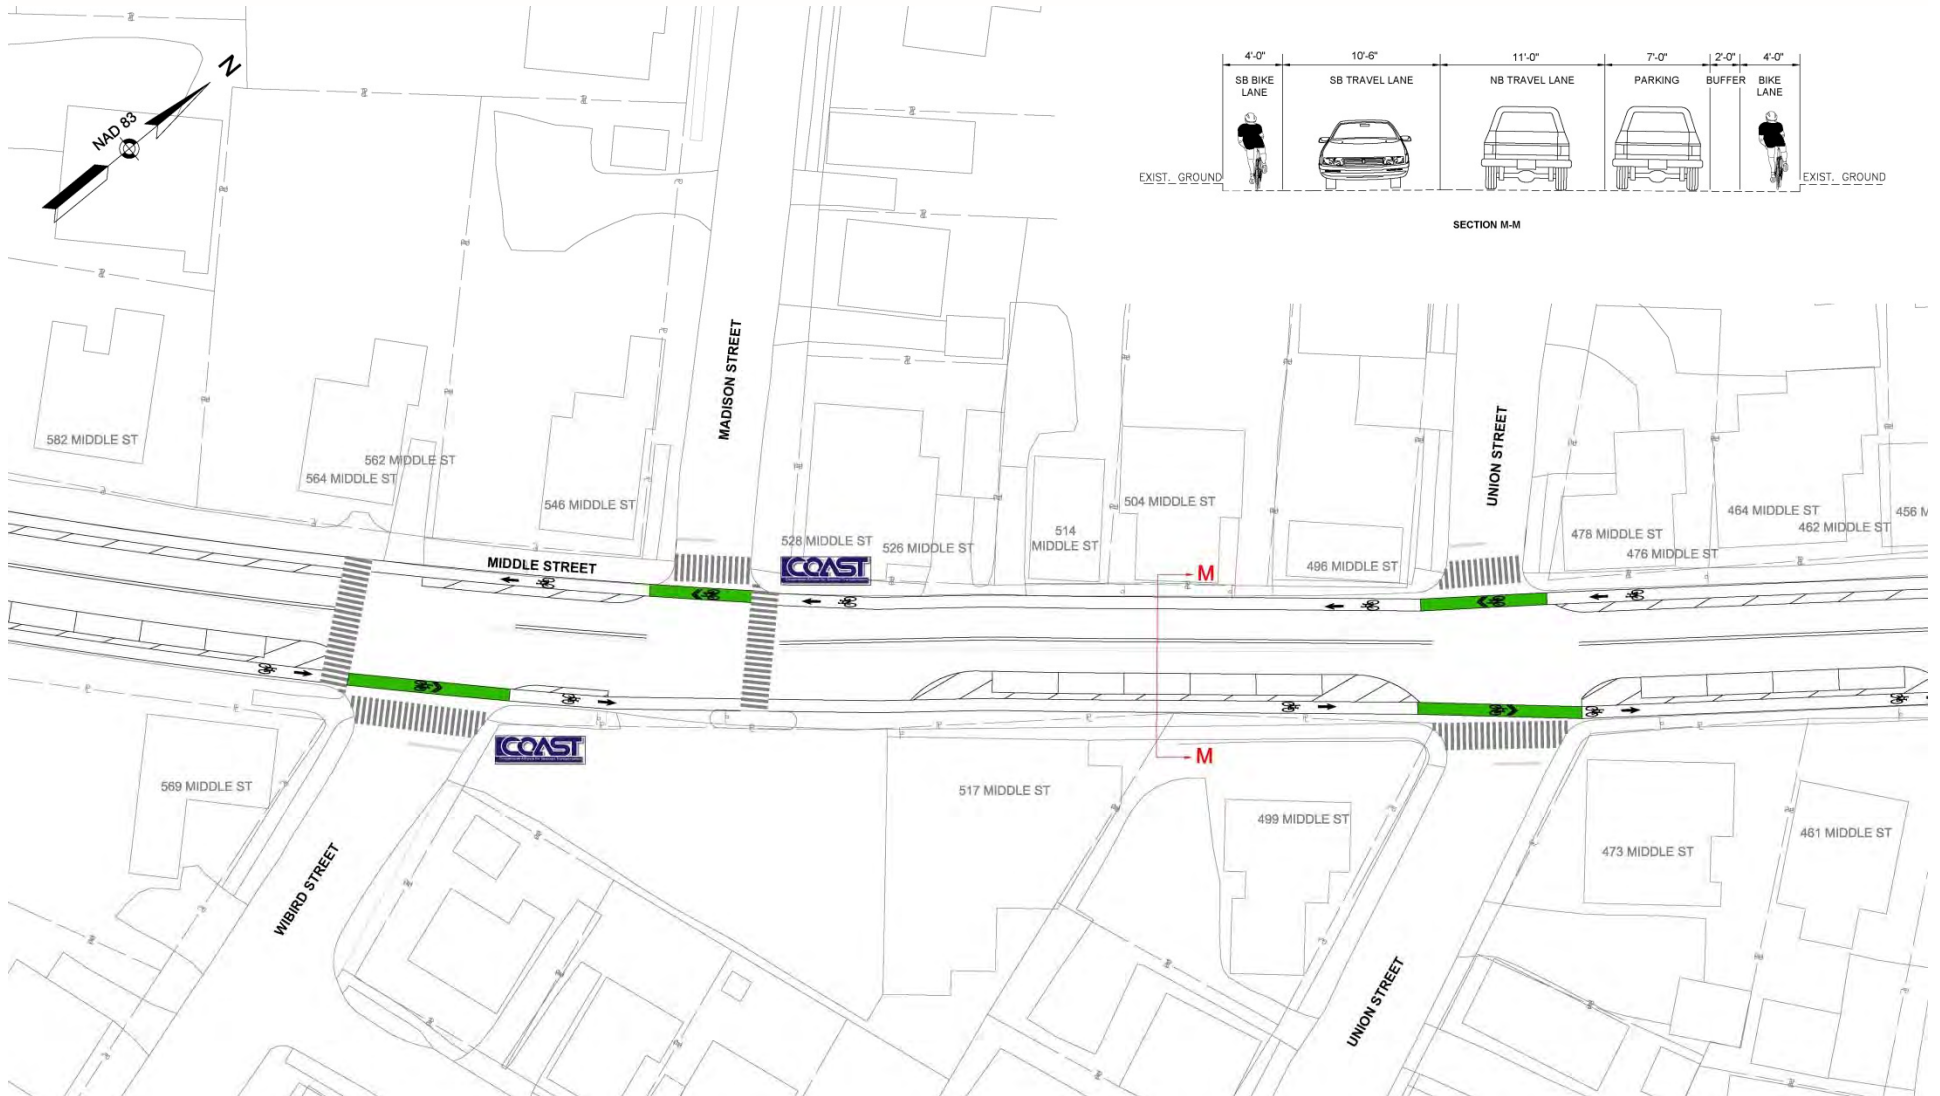 N
NAD 83
4'-0"
10'-6"
11'-0"
7'-0"
2'-0"
4'-0"
SB BIKE
LANE
SB TRAVEL LANE
NB TRAVEL LANE
PARKING
BUFFER
BIKE
LANE
EXIST. GROUND
EXIST. GROUND
SECTION M-M
MADISON STREET
UNION STREET
582 MIDDLE ST
562 MIDDLE ST
564 MIDDLE ST
546 MIDDLE ST
528 MIDDLE ST
526 MIDDLE ST
514
MIDDLE ST
504 MIDDLE ST
496 MIDDLE ST
478 MIDDLE ST
476 MIDDLE ST
464 MIDDLE ST
462 MIDDLE ST
456 M
MIDDLE STREET
COAST
M
M
COAST
569 MIDDLE ST
517 MIDDLE ST
499 MIDDLE ST
473 MIDDLE ST
461 MIDDLE ST
WIBIRD STREET
UNION STREET